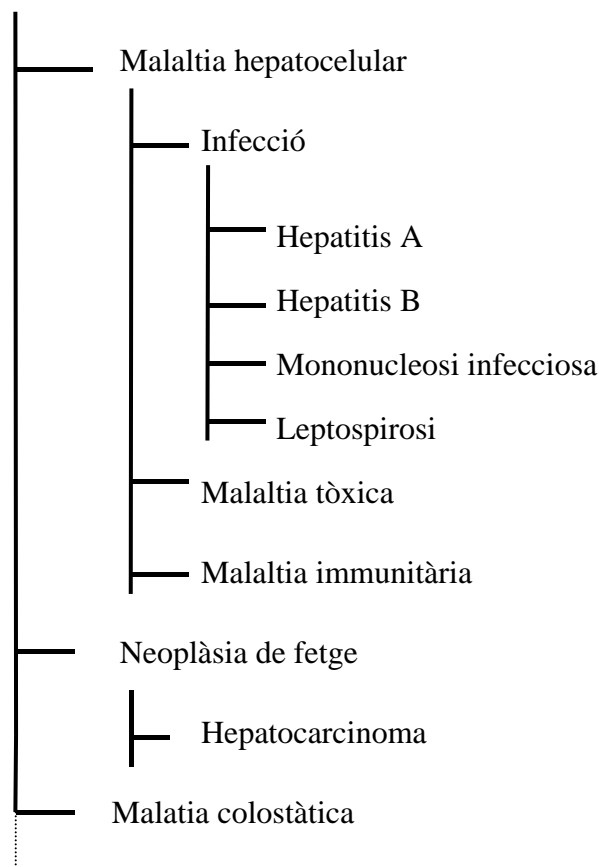 Malaltia hepatocelular
Infecció
Hepatitis A
Hepatitis B
Mononucleosi infecciosa
Leptospirosi
Malaltia tòxica
Malaltia immunitària
Neoplàsia de fetge
Hepatocarcinoma
Malatia colostàtica